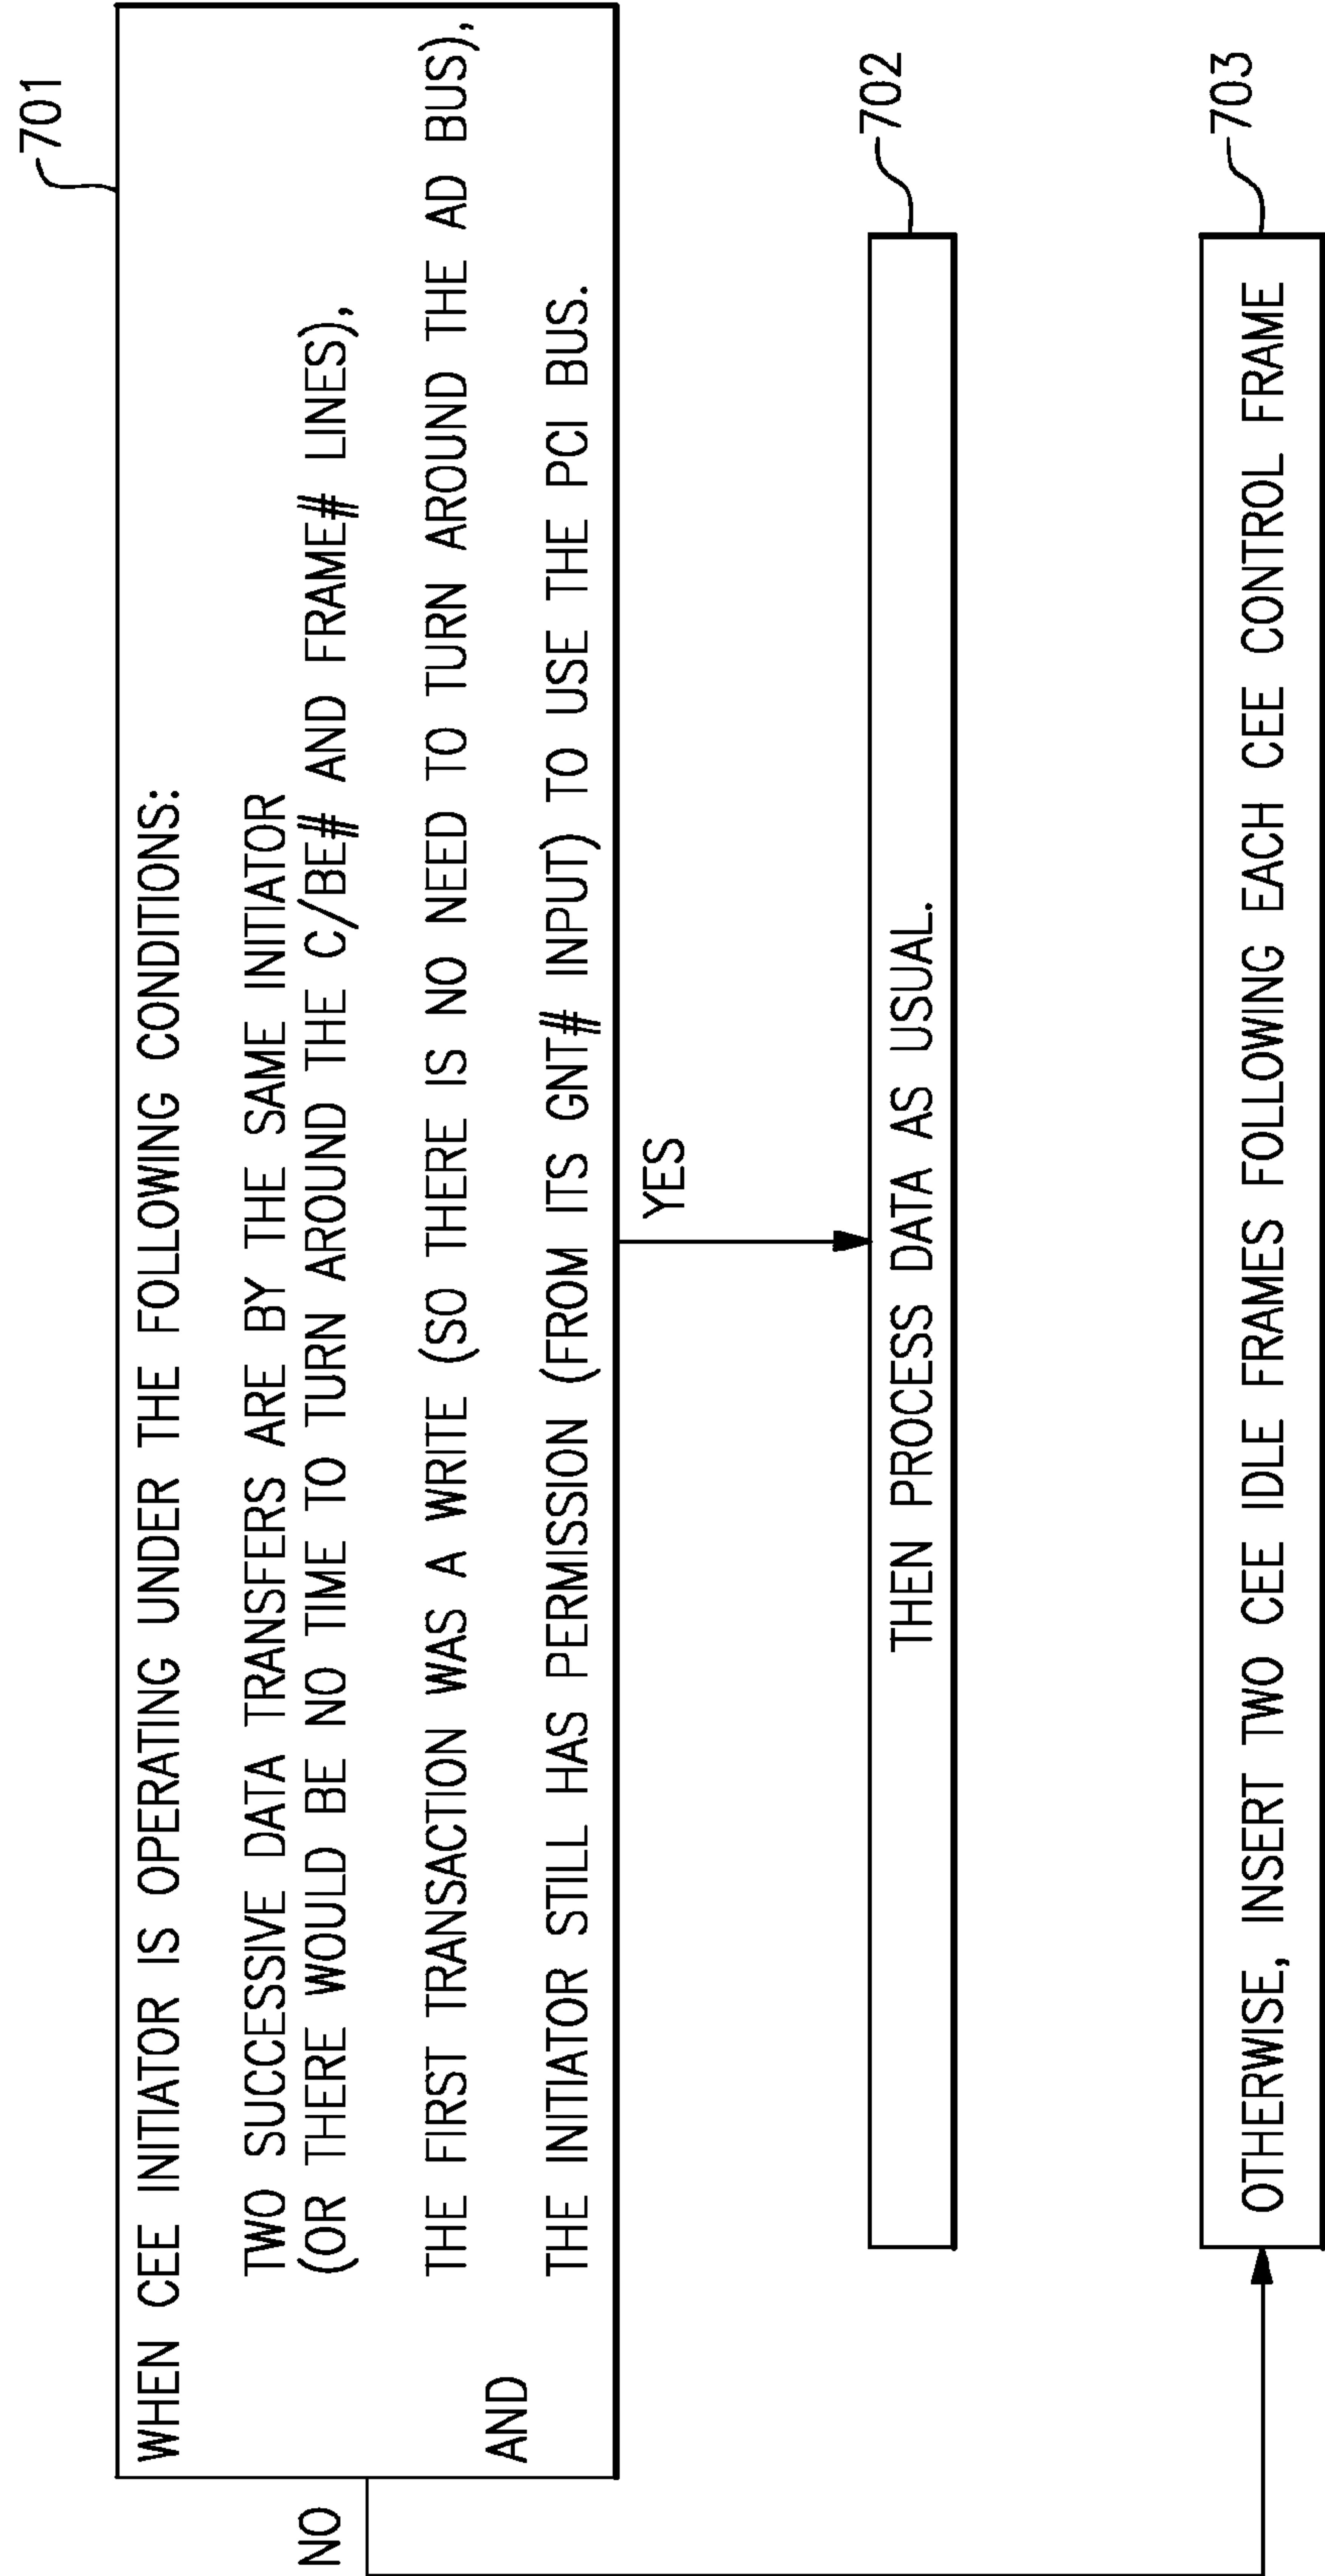 701
WHEN CEE INITIATOR IS OPERATING UNDER THE FOLLOWING CONDITIONS:
TWO SUCCESSIVE DATA TRANSFERS ARE BY THE SAME INITIATOR
(OR THERE WOULD BE NO TIME TO TURN AROUND THE C/BE# AND FRAME# LINES),
THE FIRST TRANSACTION WAS A WRITE (SO THERE IS NO NEED TO TURN AROUND THE AD BUS),
AND
THE INITIATOR STILL HAS PERMISSION (FROM ITS GNT# INPUT) TO USE THE PCI BUS.
NO
YES
702
THEN PROCESS DATA AS USUAL.
703
OTHERWISE, INSERT TWO CEE IDLE FRAMES FOLLOWING EACH CEE CONTROL FRAME